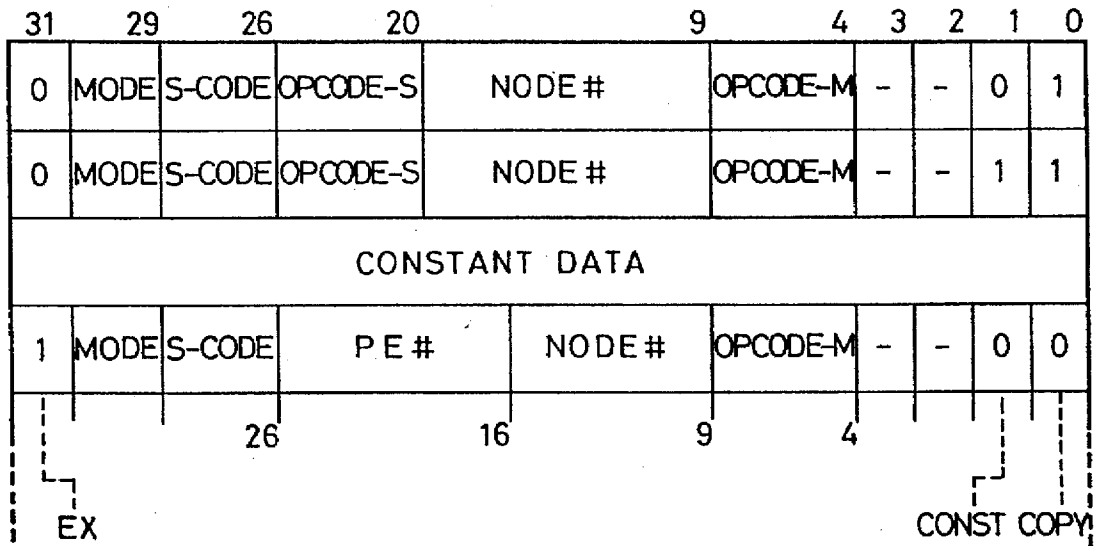 31 29 26 20 9 4 3 2 1 0
0 MODE S-CODE OPCODE-S NODE# OPCODE-M - - 0 1
0 MODE S-CODE OPCODE-S NODE# OPCODE-M - - 1 1
CONSTANT DATA
1 MODE S-CODE PE# NODE# OPCODE-M - - 0 0
26 16 9 4
EX CONST COPY